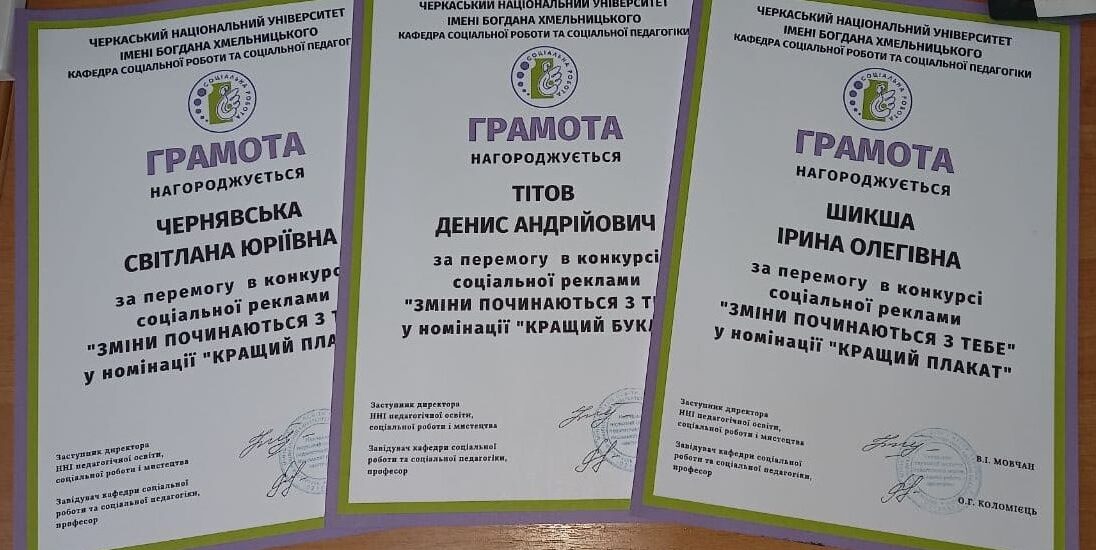 ЧЕРКАСЬКИЙ НАЦІОНАЛЬНИЙ УНІВЕРСИТЕТ
ІМЕНІ БОГДАНА ХМЕЛЬНИЦЬКОГО
КАФЕДРА СОЦІАЛЬНОЇ РОБОТИ ТА СОЦІАЛЬНОЇ ПЕДАГОГ
СОЦІАЛЬНА РОБОТА
ГРАМОТА
НАГОРОДЖУЄТЬСЯ
ЧЕРНЯВСЬКА
СВІТЛАНА ЮРІЇВНА
за перемогу в конкурс
соціальної реклами
"ЗМІНИ ПОЧИНАЮТЬСЯ З Т
у номінації "КРАЩИЙ ПЛА
Заступник директора
ННІ педагогічної освіти,
соціальної роботи і мистецтва
Завідувач кафедри соціальної
роботи та соціальної педагогіки,
професор
ЧЕРКАСЬКИЙ НАЦІОНАЛЬНИЙ УНІВЕРСИТЕТ
ІМЕНІ БОГДАНА ХМЕЛЬНИЦЬКОГО
КАФЕДРА СОЦІАЛЬНОЇ РОБОТИ ТА СОЦІАЛЬНОЇ ПЕДАГОГІКИ
СОЦІАЛЬНА РОБОТА
ГРАМОТА
НАГОРОДЖУЄТЬСЯ
ТІТОВ
ДЕНИС АНДРІЙОВИЧ
за перемогу в конкурсі
соціальної реклами
"ЗМІНИ ПОЧИНАЮТЬСЯ З Т
у номінації "КРАЩИЙ БУК
Заступник директора
ННІ педагогічної освіти,
соціальної роботи і мистецтва
Завідувач кафедри соціальної
роботи та соціальної педагогіки,
професор
ЧЕРКАСЬКИЙ НАЦІОНАЛЬНИЙ УНІВЕРСИТЕТ
ІМЕНІ БОГДАНА ХМЕЛЬНИЦЬКОГО
КАФЕДРА СОЦІАЛЬНОЇ РОБОТИ ТА СОЦІАЛЬНОЇ ПЕДАГОГІКИ
СОЦІАЛЬНА РОБОТА
ГРАМОТА
НАГОРОДЖУЄТЬСЯ
ШИКША
ІРИНА ОЛЕГІВНА
за перемогу в конкурсі
соціальної реклами
"ЗМІНИ ПОЧИНАЮТЬСЯ З ТЕБЕ"
у номінації "КРАЩИЙ ПЛАКАТ"
Заступник директора
ННІ педагогічної освіти,
соціальної роботи та мистецтва
В.І. МОВЧАН
Завідувач кафедри соціальної
роботи та соціальної педагогіки,
професор
О.Г. КОЛОМІЄЦЬ